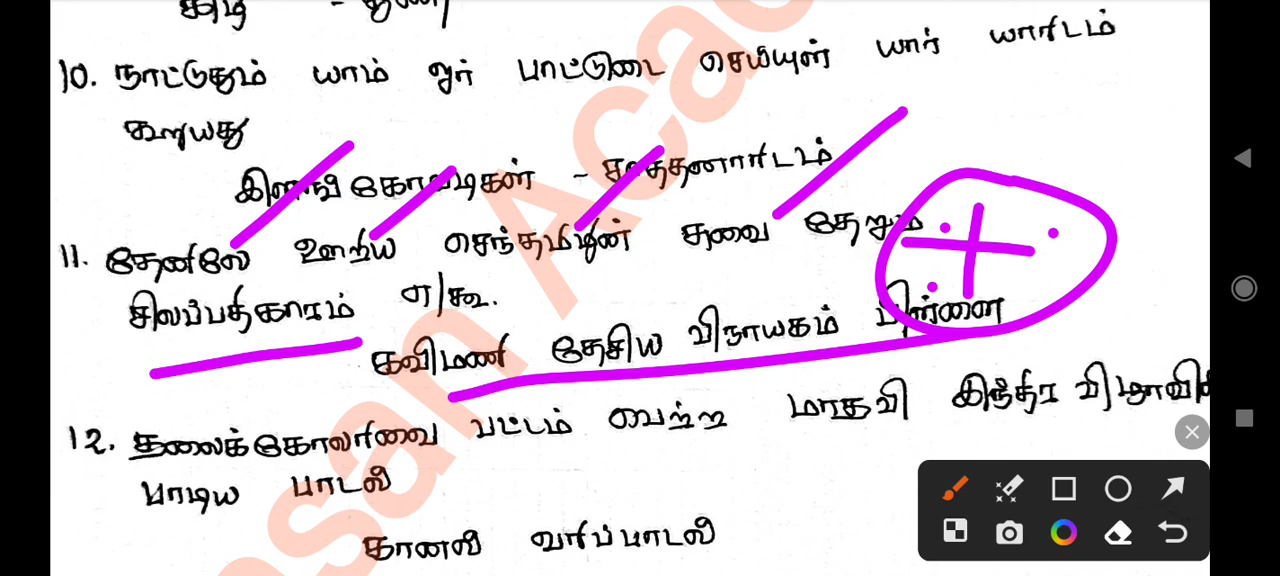 10. நாட்டுதும் யாம் ஓர் பாட்டுடை செய்யுள் யார் யாரிடம்
கூறியது
இளங்கோவடிகள் - சாத்தனாரிடம்
11. தேனிலே ஊறிய செந்தமிழின் சுவை தேறும்
சிலப்பதிகாரம் எ/கூ.
கவிமணி தேசிய விநாயகம் பிள்ளை
12. தலைக்கோலரிவை பட்டம் பெற்ற மாதவி இந்திர விழாவில்
பாடிய பாடல்
கானல் வரிப்பாடல்